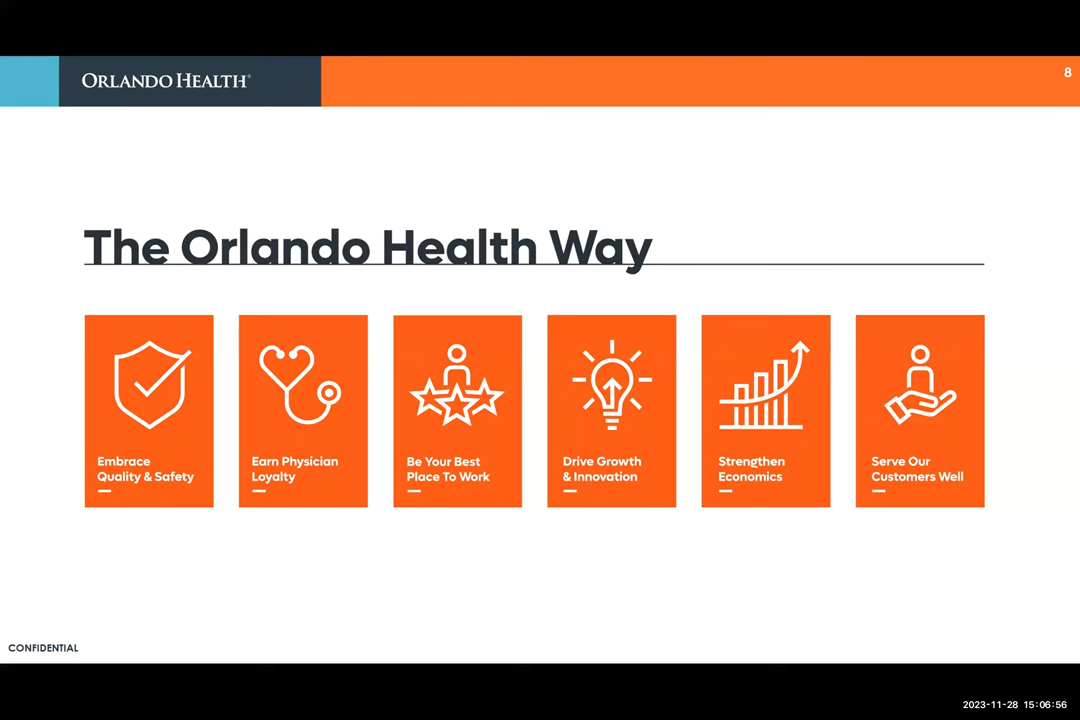 ORLANDO HEALTH®
8
The Orlando Health Way
Embrace
Quality & Safety
Earn Physician
Loyalty
Be Your Best
Place To Work
Drive Growth
& Innovation
Strengthen
Economics
Serve Our
Customers Well
CONFIDENTIAL
2023-11-28 15:06:56